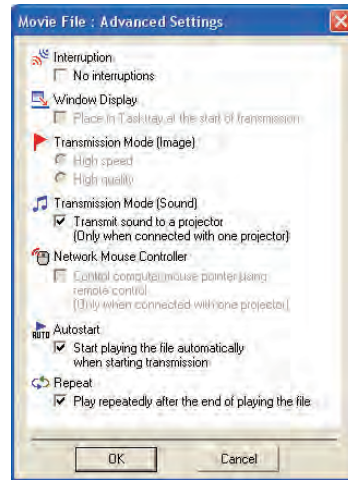 Movie File : Advanced Settings
Interruption
No interruptions
Window Display
Place in Tasktray at the start of transmission
Transmission Mode (Image)
High speed
High quality
Transmission Mode (Sound)
Transmit sound to a projector
(Only when connected with one projector)
Network Mouse Controller
Control computer mouse pointer using
remote control
(Only when connected with one projector)
AUTO Autostart
Start playing the file automatically
when starting transmission
Repeat
Play repeatedly after the end of playing the file
OK Cancel